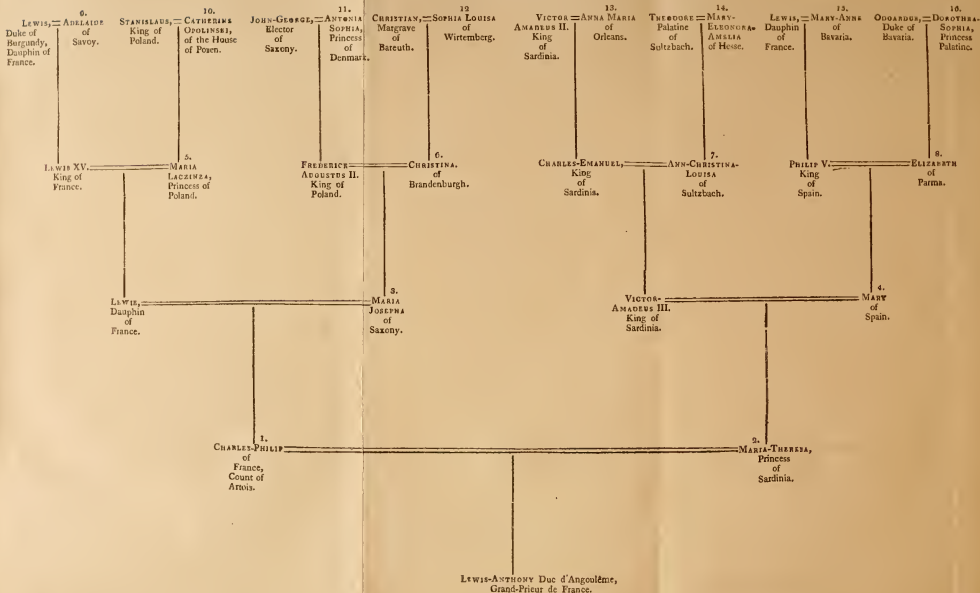 9.
LEWIS, = ADELAIDE
Duke of of
Burgundy, Savoy.
Dauphin of
France.
10.
STANISLAUS, = CATHERINE
King of OPOLINSKI,
Poland. of the House
of Pozen.
11.
JOHN-GEORGE, = ANTONIA
Elector SOPHIA,
of Princess
Saxony. of
Denmark.
12
CHRISTIAN, = SOPHIA LOUISA
Margrave of
of Wirtemberg.
Bareuth.
13.
VICTOR = ANNA MARIA
AMADEUS II. of
King Orleans.
of
Sardinia.
14.
THEODORE = MARY-
Palatine ELEONORA-
of AMELIA
Sultzbach. of Hesse.
15.
LEWIS, = MARY-ANNE
Dauphin of
of Bavaria.
France.
16.
ODOARDUS, = DOROTHEA
Duke of SOPHIA,
Bavaria. Princess
Palatine.
5.
LEWIS XV. = MARIA
King of LACZINZA,
France. Princess of
Poland.
6.
FREDERICK = CHRISTINA.
AUGUSTUS II. of
King of Brandenburgh.
Poland.
7.
CHARLES-EMANUEL, = ANN-CHRISTINA-
King LOUISA
of of
Sardinia. Sultzbach.
8.
PHILIP V. = ELIZABETH
King of
of Parma.
Spain.
3.
LEWIS, = MARIA
Dauphin JOSEPHA
of of
France. Saxony.
4.
VICTOR- = MARY
AMADEUS III. of
King of Spain.
Sardinia.
1.
CHARLES-PHILIP
of
France,
Count of
Artois.
2.
MARIA-THERESA,
Princess
of
Sardinia.
LEWIS-ANTHONY Duc d'Angoulême,
Grand-Prieur de France.